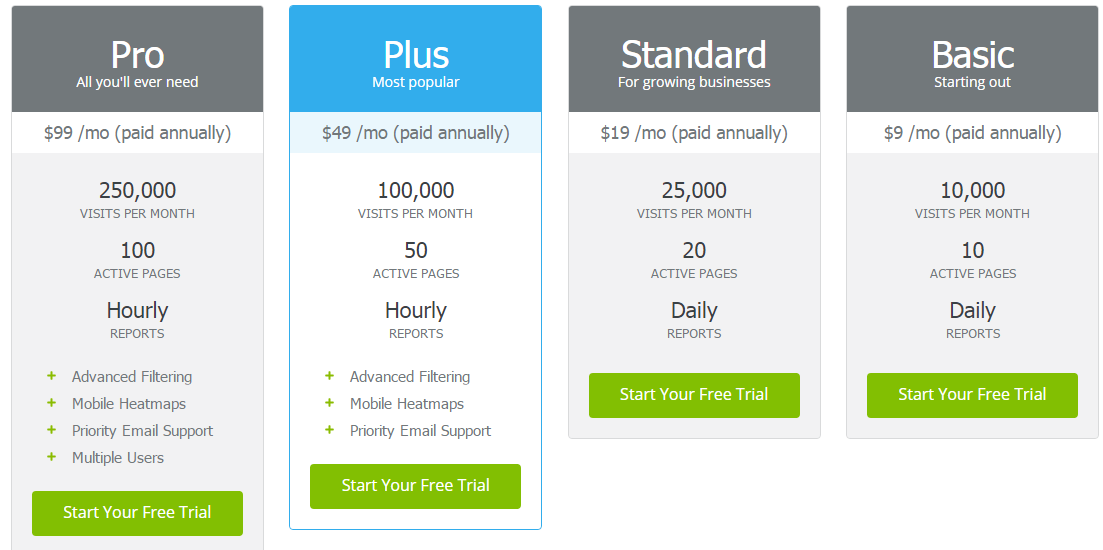 Pro
All you'll ever need
$99 /mo (paid annually)
250,000
VISITS PER MONTH
100
ACTIVE PAGES
Hourly
REPORTS
+ Advanced Filtering
+ Mobile Heatmaps
+ Priority Email Support
+ Multiple Users
Start Your Free Trial
Plus
Most popular
$49 /mo (paid annually)
100,000
VISITS PER MONTH
50
ACTIVE PAGES
Hourly
REPORTS
+ Advanced Filtering
+ Mobile Heatmaps
+ Priority Email Support
Start Your Free Trial
Standard
For growing businesses
$19 /mo (paid annually)
25,000
VISITS PER MONTH
20
ACTIVE PAGES
Daily
REPORTS
Start Your Free Trial
Basic
Starting out
$9 /mo (paid annually)
10,000
VISITS PER MONTH
10
ACTIVE PAGES
Daily
REPORTS
Start Your Free Trial